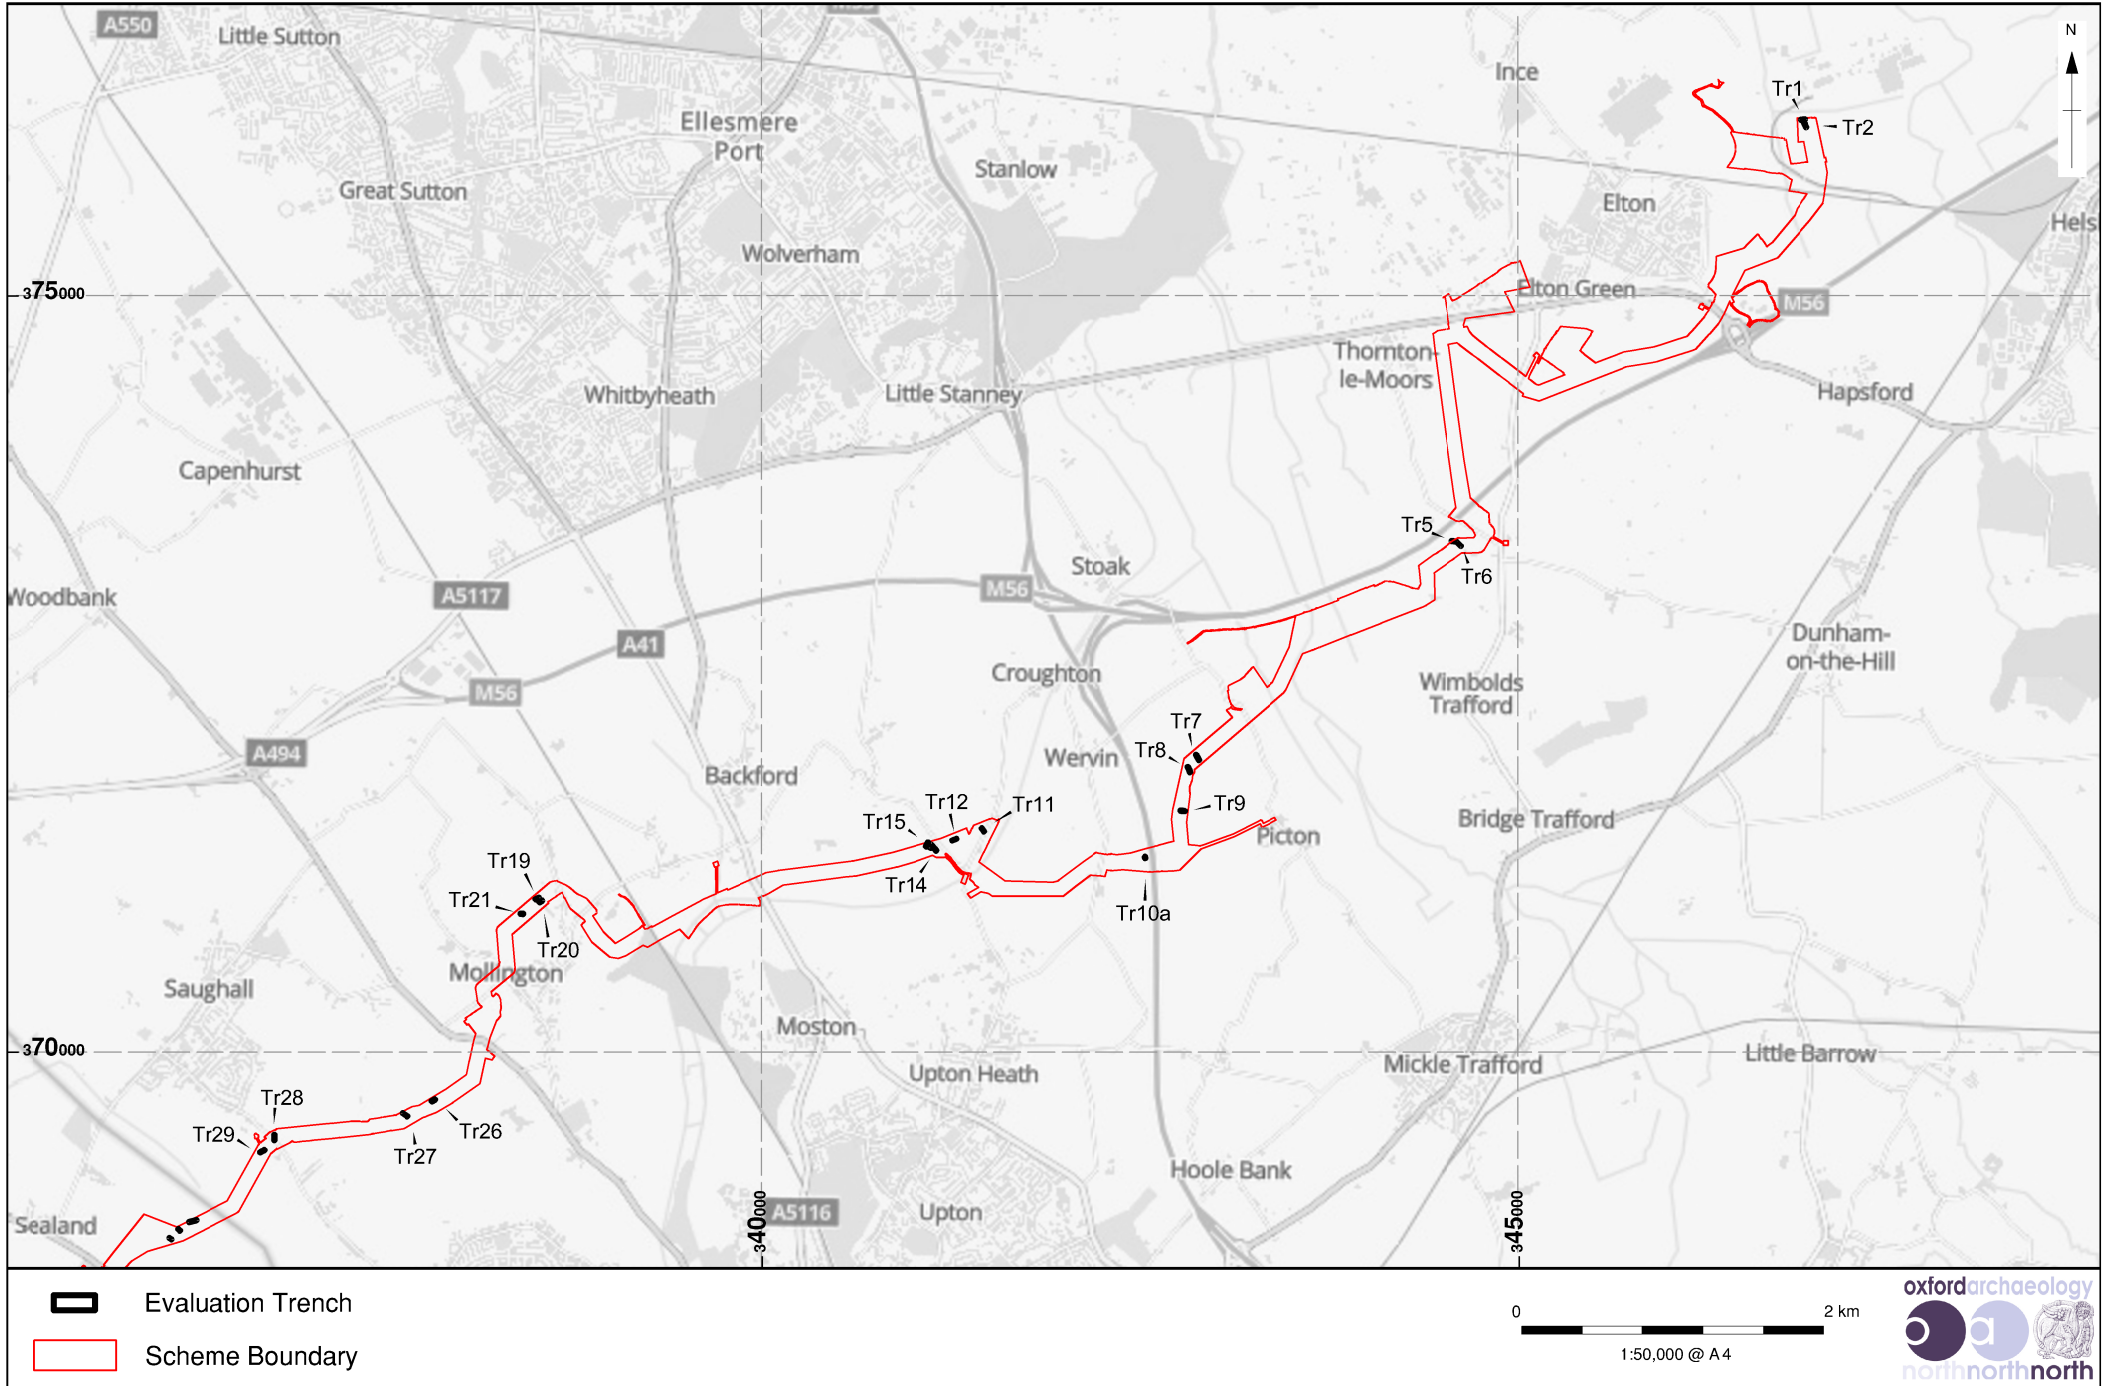 A550
Little Sutton
N
Ince
Tr1
Tr2
Ellesmere
Port
Stanlow
Great Sutton
Elton
Hels
Wolverham
375000
Elton Green
M56
Thornton-
le-Moors
Whitbyheath
Little Stanney
Hapsford
Capenhurst
Tr5
Tr6
Stoak
M56
Woodbank
A5117
A41
Dunham-
on-the-Hill
Croughton
M56
Wimbolds
Trafford
Tr7
Tr8
A494
Wervin
Backford
Tr9
Tr12
Tr11
Tr15
Bridge Trafford
Picton
Tr19
Tr14
Tr21
Tr10a
Tr20
Mollington
Saughall
Moston
370000
Little Barrow
Mickle Trafford
Upton Heath
Tr28
Tr29
Tr26
Tr27
Hoole Bank
340000
345000
A5116
Upton
Sealand
Evaluation Trench
Scheme Boundary
0
2 km
1:50,000 @ A4
oxfordarchaeology
oa
northnorthnorth